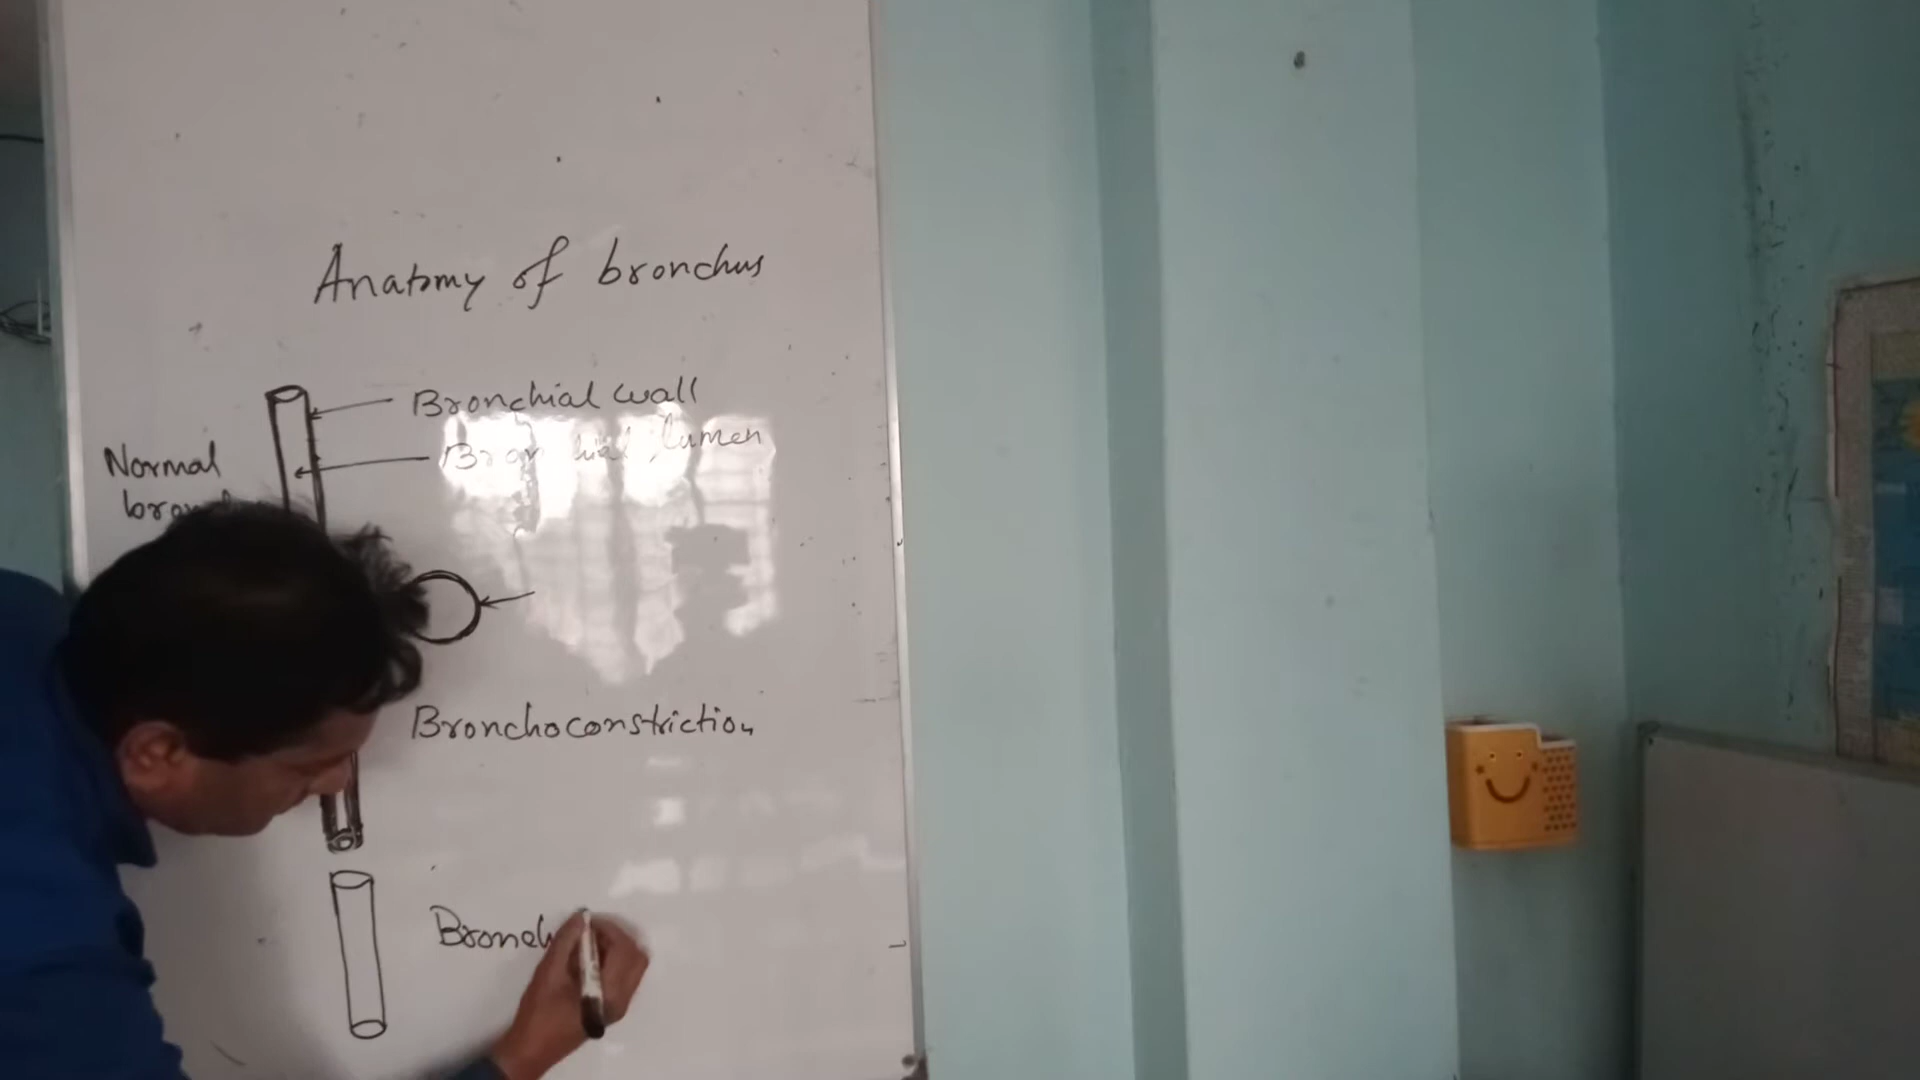 Anatomy of bronchus
Bronchial wall
Bronchial lumen
Normal
Bronchoconstriction